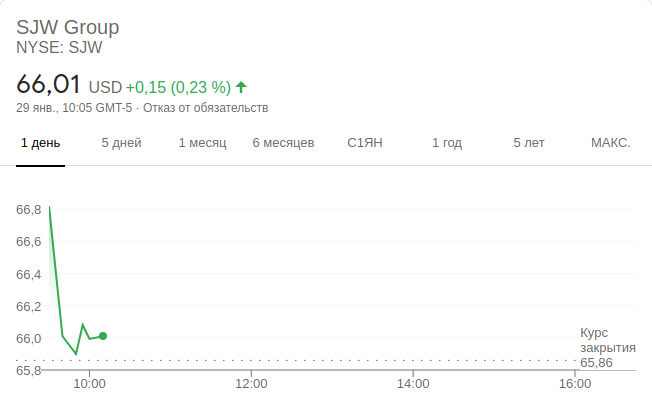 SJW Group
NYSE: SJW
66,01 USD +0,15 (0,23 %)
29 янв., 10:05 GMT-5 · Отказ от обязательств
1 день 5 дней 1 месяц 6 месяцев С1ЯН 1 год 5 лет МАКС.
66,8
66,6
66,4
66,2
66,0
65,8
Курс
закрытия
65,86
10:00 12:00 14:00 16:00